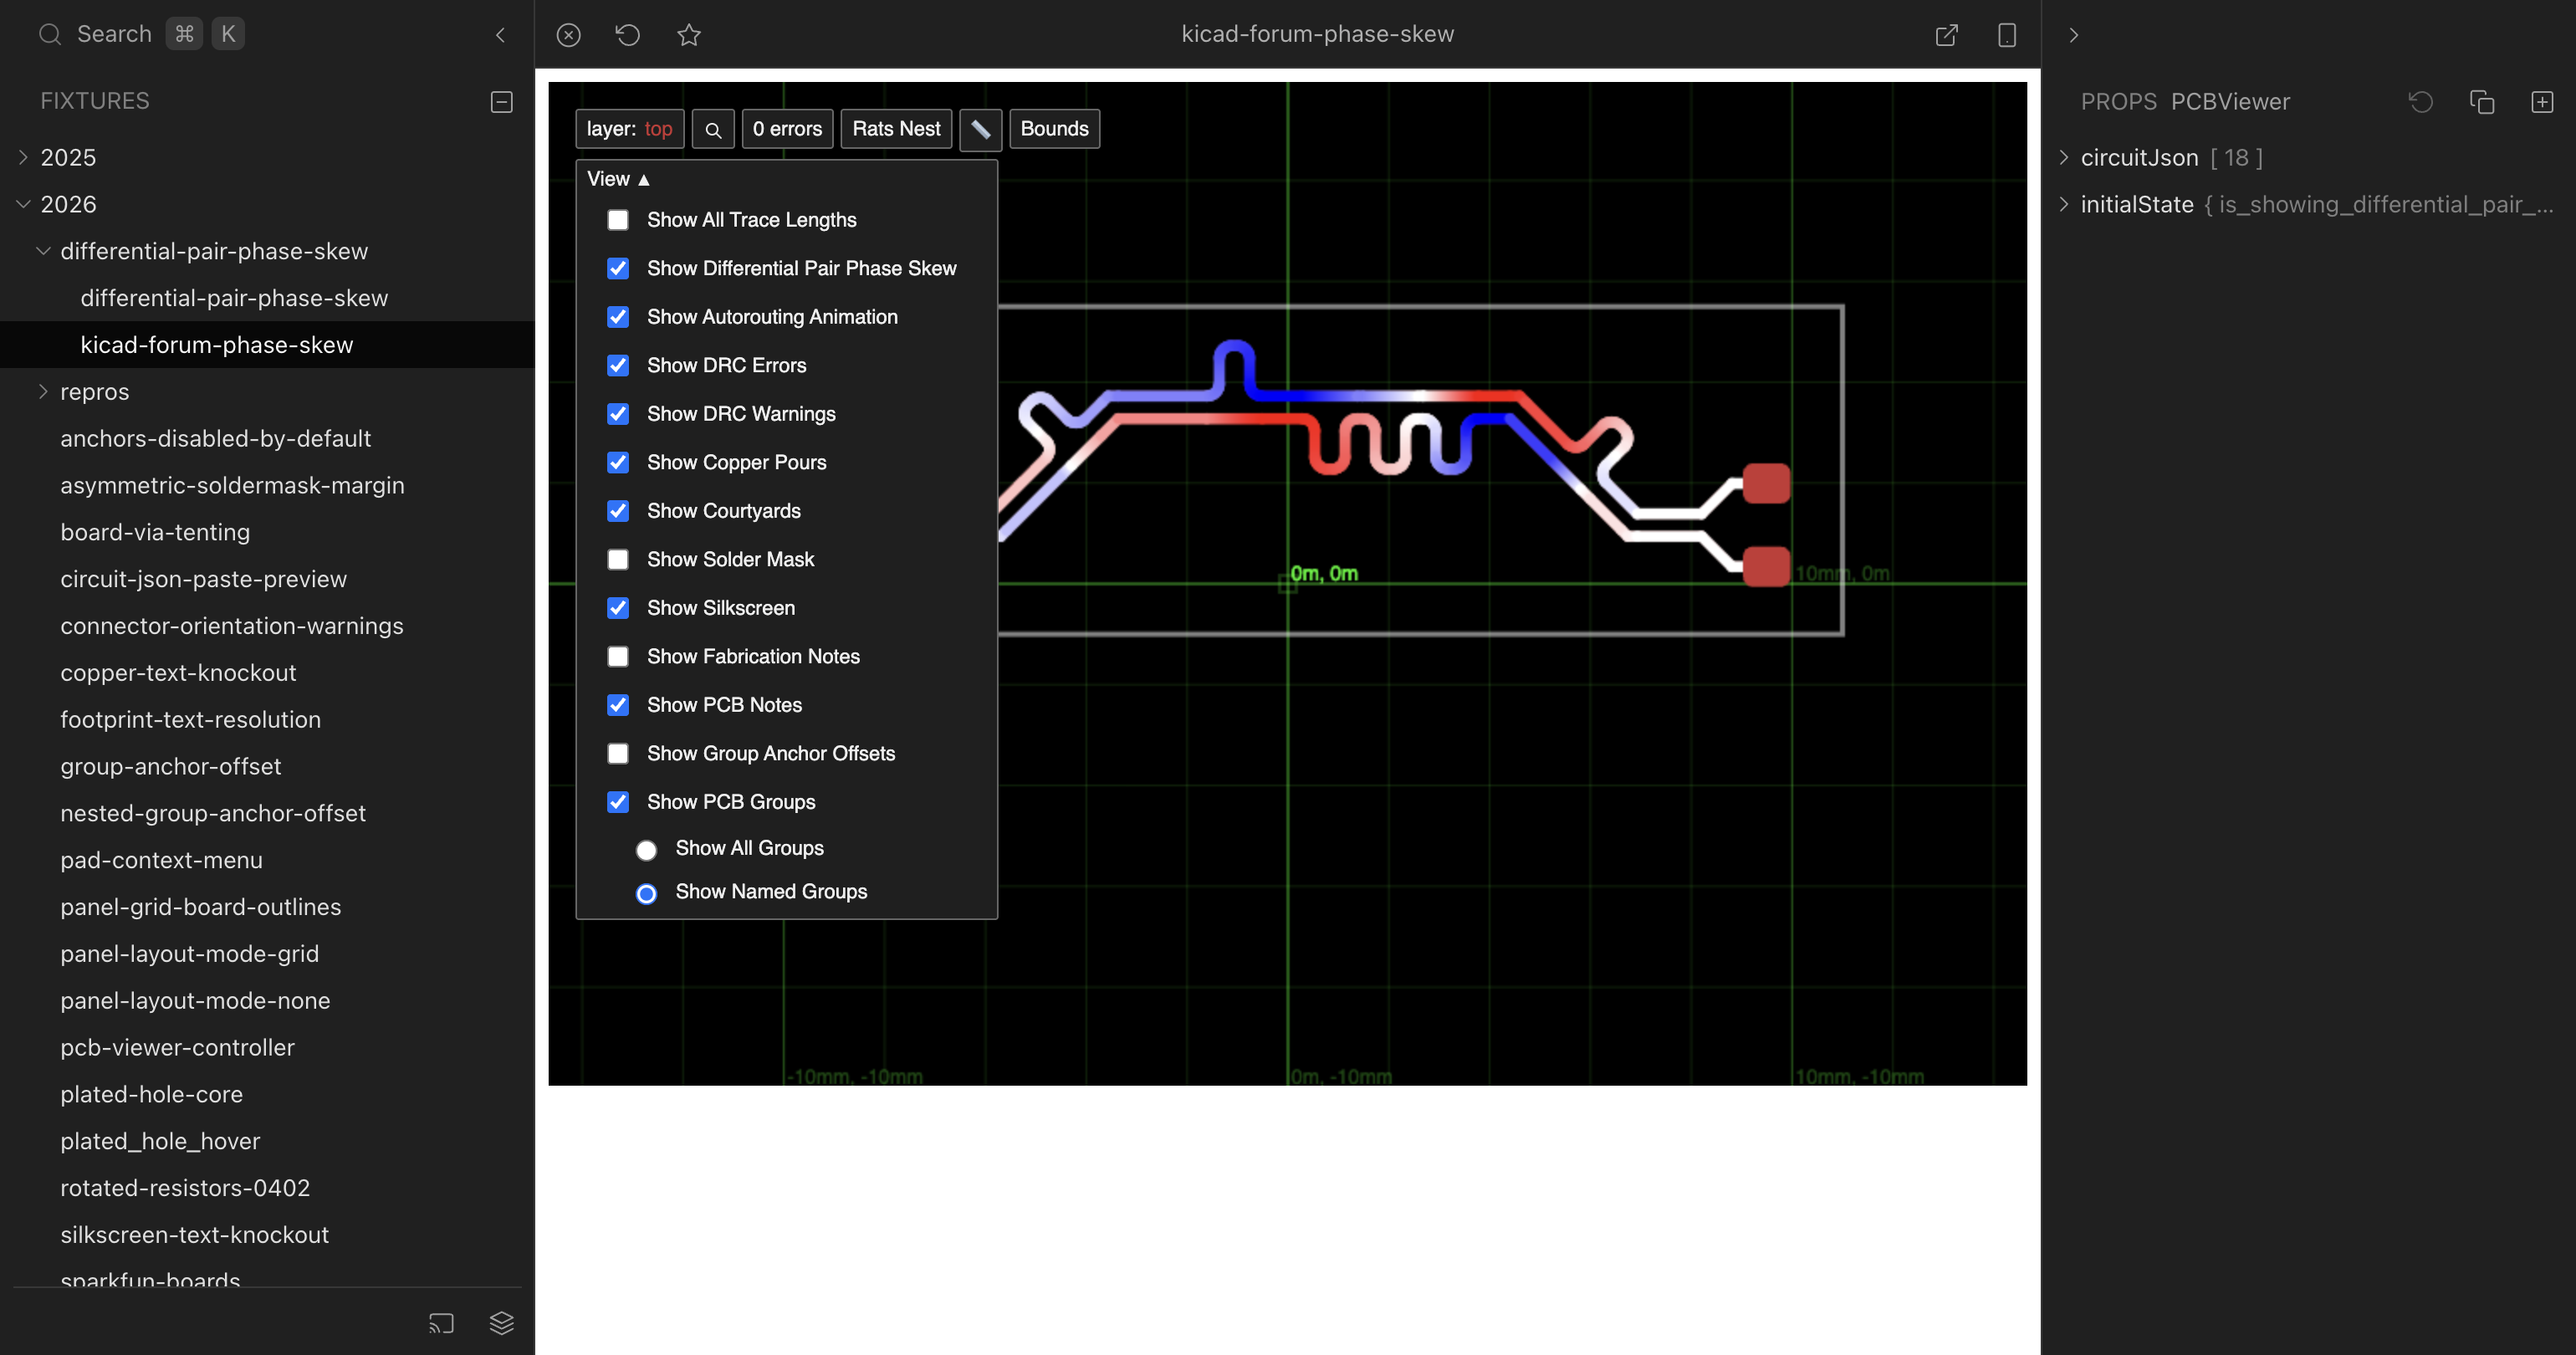 Search ⌘ K
FIXTURES
2025
2026
differential-pair-phase-skew
differential-pair-phase-skew
kicad-forum-phase-skew
repros
anchors-disabled-by-default
asymmetric-soldermask-margin
board-via-tenting
circuit-json-paste-preview
connector-orientation-warnings
copper-text-knockout
footprint-text-resolution
group-anchor-offset
nested-group-anchor-offset
pad-context-menu
panel-grid-board-outlines
panel-layout-mode-grid
panel-layout-mode-none
pcb-viewer-controller
plated-hole-core
plated_hole_hover
rotated-resistors-0402
silkscreen-text-knockout
sparkfun-boards
kicad-forum-phase-skew
layer: top
0 errors
Rats Nest
Bounds
View ▲
Show All Trace Lengths
Show Differential Pair Phase Skew
Show Autorouting Animation
Show DRC Errors
Show DRC Warnings
Show Copper Pours
Show Courtyards
Show Solder Mask
Show Silkscreen
Show Fabrication Notes
Show PCB Notes
Show Group Anchor Offsets
Show PCB Groups
Show All Groups
Show Named Groups
0m, 0m
10mm, 0m
-10mm, -10mm
0m, -10mm
10mm, -10mm
PROPS PCBViewer
circuitJson [ 18 ]
initialState { is_showing_differential_pair_...